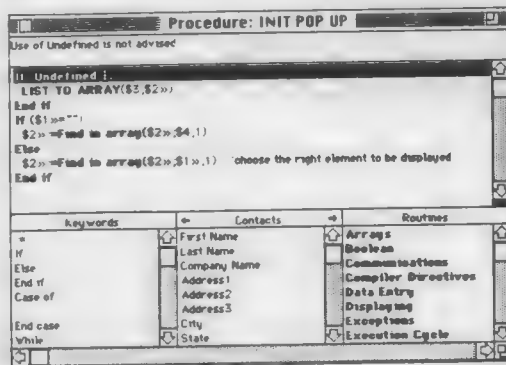 Procedure: INIT POP UP
Use of Undefined is not advised
If Undefined
LIST TO ARRAY($3;$2»)
End if
If ($1»="")
$2»:=Find in array($2»;$4;1)
Else
$2»:=Find in array($2»;$1»;1) `choose the right element to be displayed
End if
Keywords
*
If
Else
End if
Case of
End case
While
Contacts
First Name
Last Name
Company Name
Address1
Address2
Address3
City
State
Routines
Arrays
Boolean
Communications
Compiler Directives
Data Entry
Displaying
Exceptions
Execution Cycle